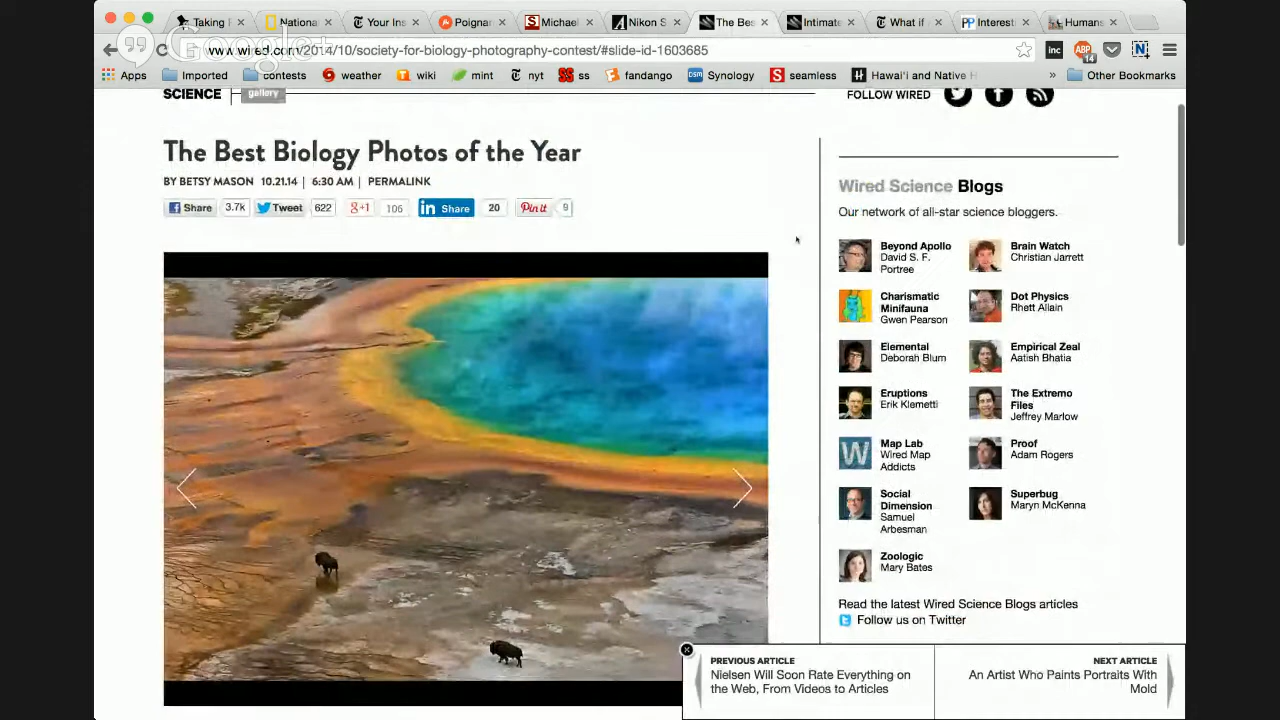 Taking
Nationa
Your Ins
Poignan
Michael
Nikon S
The Bes
Intimate
What if
Interesti
Humans
Google+
www.wired.com/2014/10/society-for-biology-photography-contest/#slide-id-1603685
inc
ABP
14
N
Apps
Imported
contests
weather
wiki
mint
nyt
ss
fandango
DSM
Synology
seamless
Hawai'i and Native H
»
Other Bookmarks
SCIENCE
gallery
FOLLOW WIRED
The Best Biology Photos of the Year
BY BETSY MASON 10.21.14 | 6:30 AM | PERMALINK
Share 3.7k Tweet 622 g+1 106 in Share 20 Pin it 9
Wired Science Blogs
Our network of all-star science bloggers.
Beyond Apollo
David S. F.
Portree
Brain Watch
Christian Jarrett
Charismatic
Minifauna
Gwen Pearson
Dot Physics
Rhett Allain
Elemental
Deborah Blum
Empirical Zeal
Aatish Bhatia
Eruptions
Erik Klemetti
The Extremo
Files
Jeffrey Marlow
W
Map Lab
Wired Map
Addicts
Proof
Adam Rogers
Social
Dimension
Samuel
Arbesman
Superbug
Maryn McKenna
Zoologic
Mary Bates
Read the latest Wired Science Blogs articles
Follow us on Twitter
PREVIOUS ARTICLE
Nielsen Will Soon Rate Everything on
the Web, From Videos to Articles
NEXT ARTICLE
An Artist Who Paints Portraits With
Mold